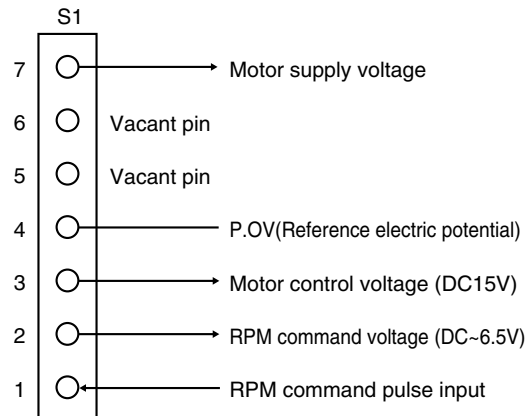 S1
7 Motor supply voltage
6 Vacant pin
5 Vacant pin
4 P.OV(Reference electric potential)
3 Motor control voltage (DC15V)
2 RPM command voltage (DC~6.5V)
1 RPM command pulse input